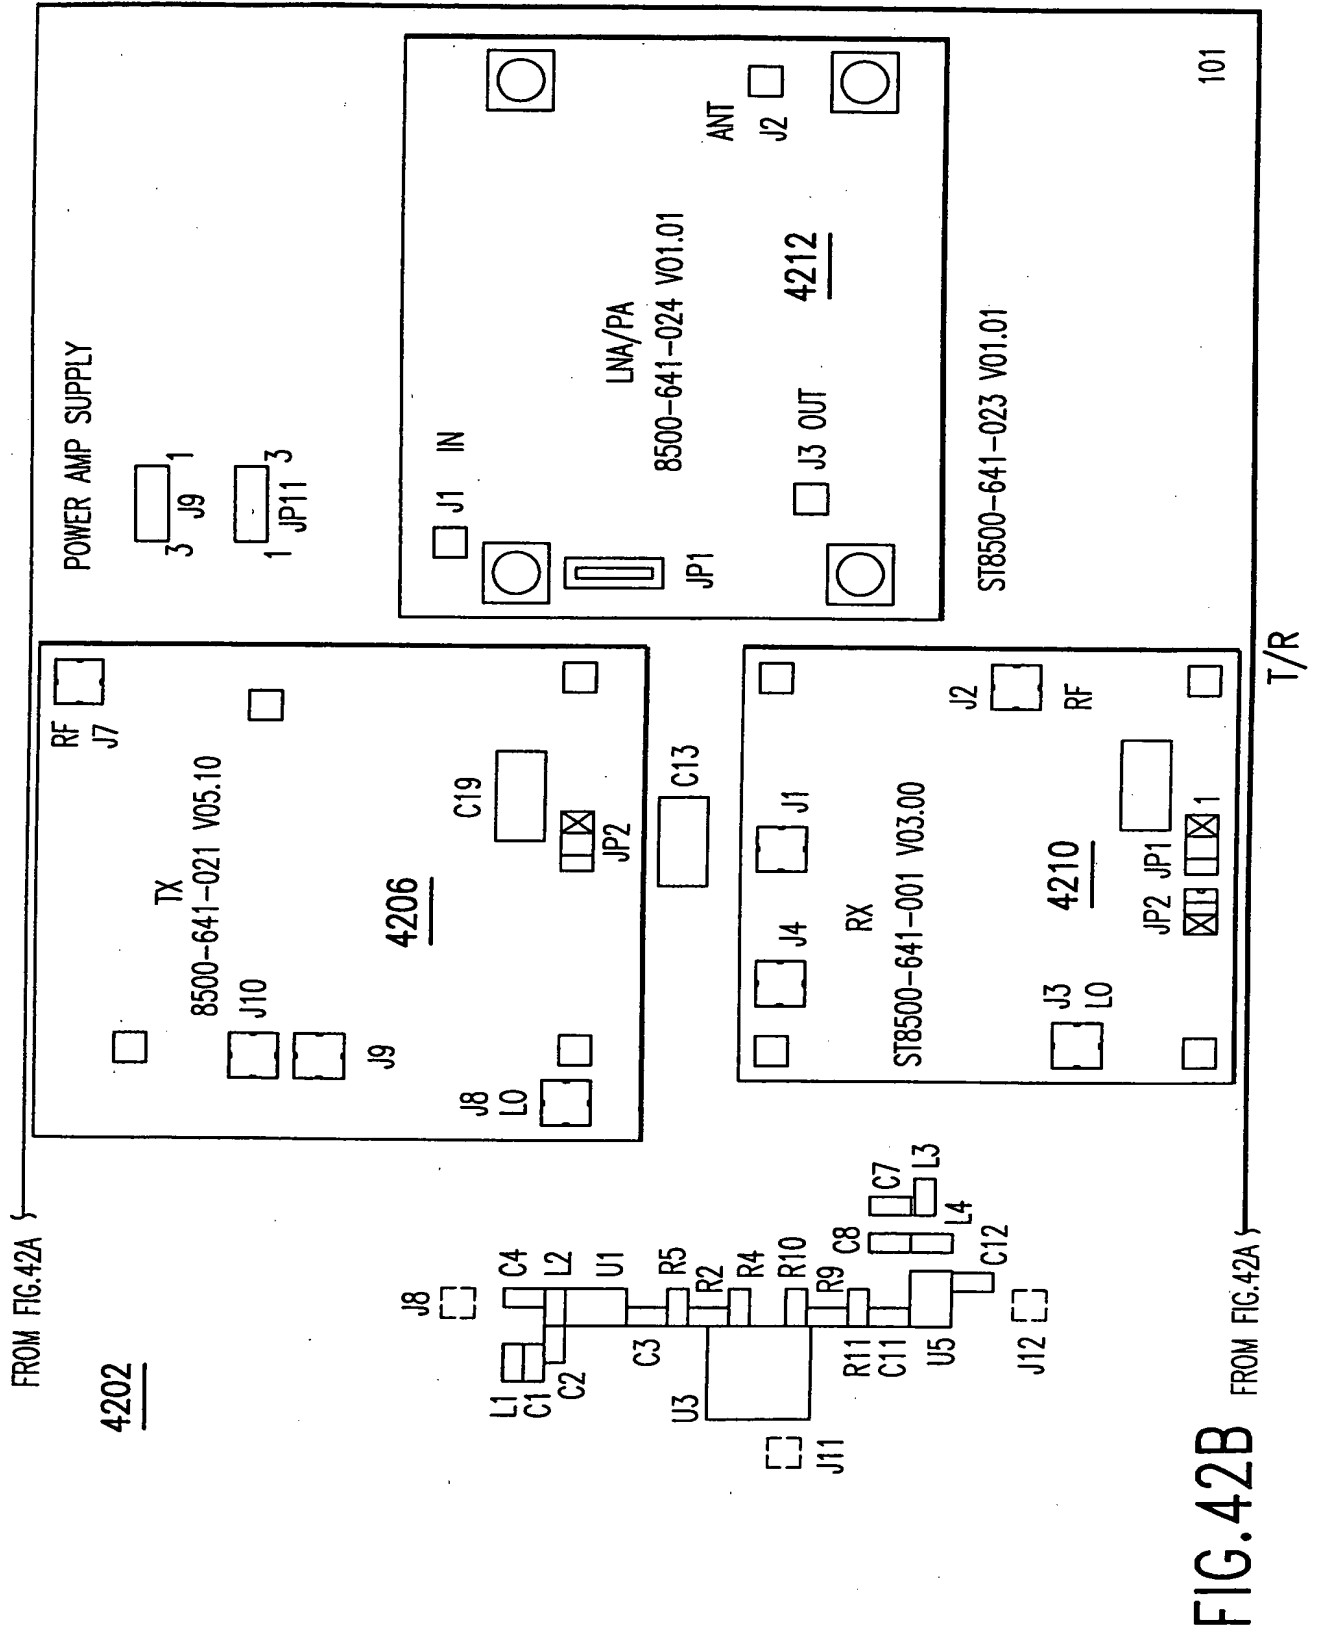 FROM FIG.42A
4202
POWER AMP SUPPLY
3
1
J9
1
3
JP11
RF
J7
TX
8500-641-021 V05.10
J10
J9
4206
C19
JP2
J8
LO
C13
J1
IN
JP1
LNA/PA
8500-641-024 V01.01
ANT
J2
4212
J3 OUT
ST8500-641-023 V01.01
101
J4
J1
RX
ST8500-641-001 V03.00
J2
RF
J3
LO
4210
JP2
JP1
1
T/R
J8
C4
L2
U1
L1
C1
C2
C3
R5
R2
R4
U3
R10
R9
J11
R11
C11
C8
C7
L3
L4
U5
C12
J12
FROM FIG.42A
FIG.42B